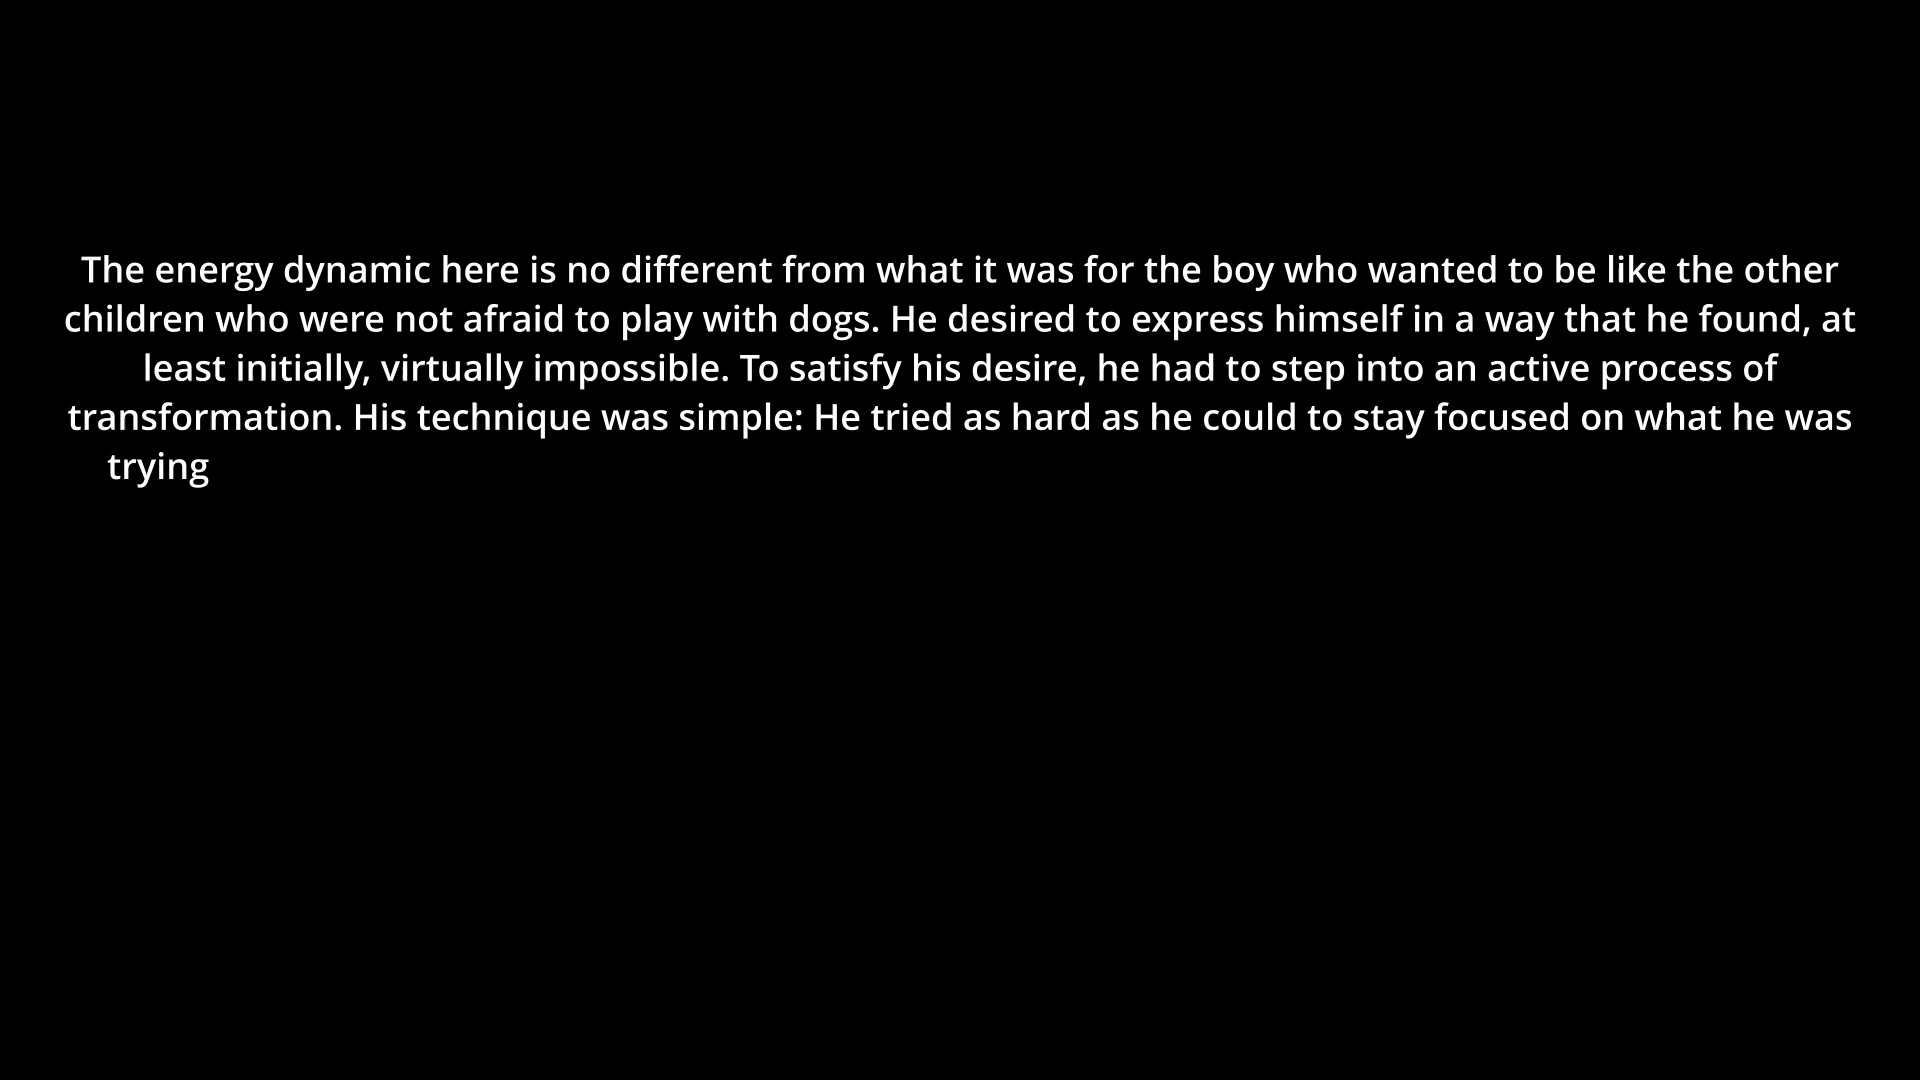 The energy dynamic here is no different from what it was for the boy who wanted to be like the other
children who were not afraid to play with dogs. He desired to express himself in a way that he found, at
least initially, virtually impossible. To satisfy his desire, he had to step into an active process of
transformation. His technique was simple: He tried as hard as he could to stay focused on what he was
trying